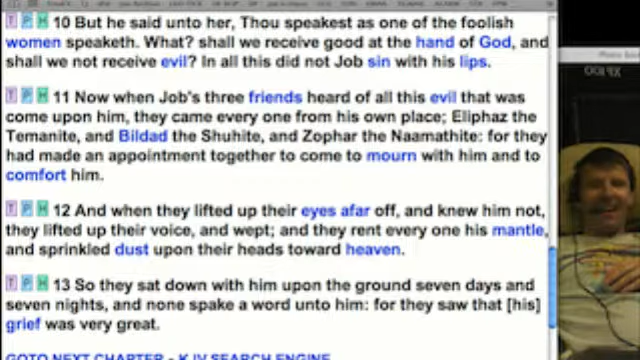 T P H 10 But he said unto her, Thou speakest as one of the foolish
women speaketh. What? shall we receive good at the hand of God, and
shall we not receive evil? In all this did not Job sin with his lips.
T P H 11 Now when Job's three friends heard of all this evil that was
come upon him, they came every one from his own place; Eliphaz the
Temanite, and Bildad the Shuhite, and Zophar the Naamathite: for they
had made an appointment together to come to mourn with him and to
comfort him.
T P H 12 And when they lifted up their eyes afar off, and knew him not,
they lifted up their voice, and wept; and they rent every one his mantle,
and sprinkled dust upon their heads toward heaven.
T P H 13 So they sat down with him upon the ground seven days and
seven nights, and none spake a word unto him: for they saw that [his]
grief was very great.
GOTO NEXT CHAPTER - KJV SEARCH ENGINE